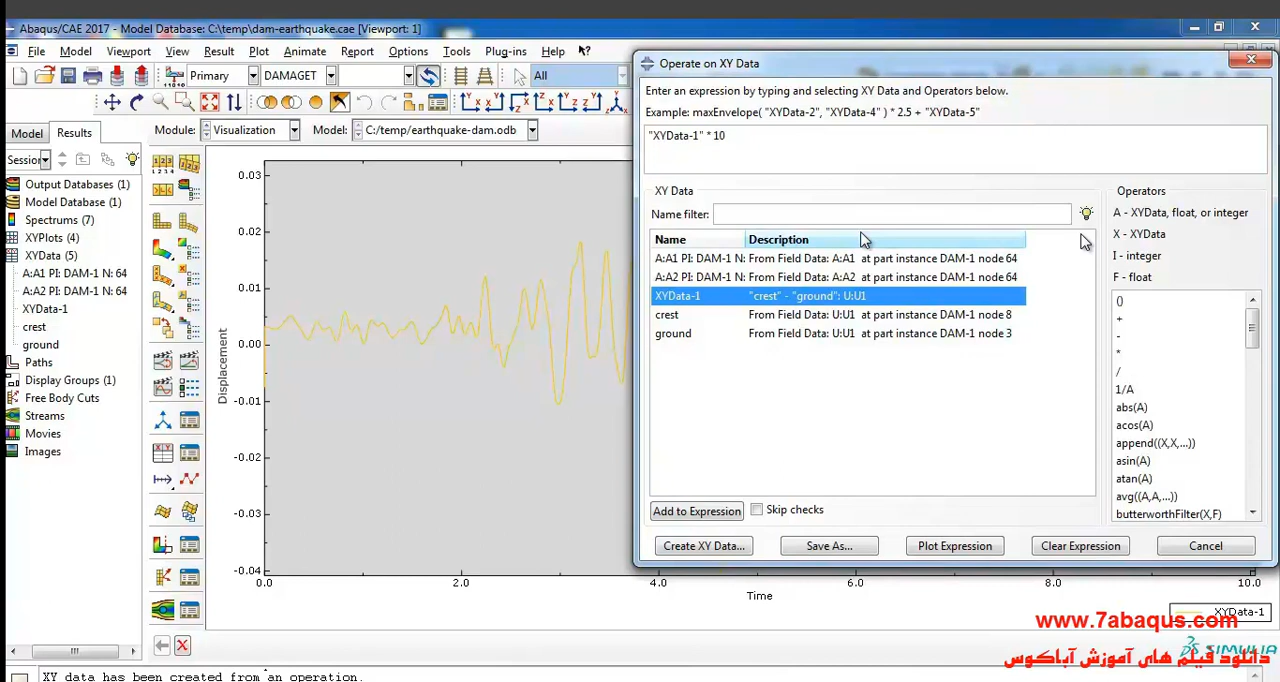 Abaqus/CAE 2017 - Model Database: C:\temp\dam-earthquake.cae [Viewport: 1]
File Model Viewport View Result Plot Animate Report Options Tools Plug-ins Help
Primary DAMAGET All
Model Results Module: Visualization Model: C:/temp/earthquake-dam.odb
Sessior
Output Databases (1)
Model Database (1)
Spectrums (7)
XYPlots (4)
XYData (5)
A:A1 PI: DAM-1 N: 64
A:A2 PI: DAM-1 N: 64
XYData-1
crest
ground
Paths
Display Groups (1)
Free Body Cuts
Streams
Movies
Images
0.03
0.02
0.01
0.00
-0.01
-0.02
-0.03
-0.04
Displacement
0.0 2.0 4.0 6.0 8.0 10.0
Time
XYData-1
Operate on XY Data
Enter an expression by typing and selecting XY Data and Operators below.
Example: maxEnvelope( "XYData-2", "XYData-4" ) * 2.5 + "XYData-5"
"XYData-1" * 10
XY Data
Name filter:
Name Description
A:A1 PI: DAM-1 N: From Field Data: A:A1 at part instance DAM-1 node 64
A:A2 PI: DAM-1 N: From Field Data: A:A2 at part instance DAM-1 node 64
XYData-1 "crest" - "ground": U:U1
crest From Field Data: U:U1 at part instance DAM-1 node 8
ground From Field Data: U:U1 at part instance DAM-1 node 3
Add to Expression Skip checks
Operators
A - XYData, float, or integer
X - XYData
I - integer
F - float
()
+
-
*
/
1/A
abs(A)
acos(A)
append((X,X,...))
asin(A)
atan(A)
avg((A,A,...))
butterworthFilter(X,F)
Create XY Data... Save As... Plot Expression Clear Expression Cancel
www.7abaqus.com
SIMULIA
دانلود فیلم های آموزش آباکوس
XY data has been created from an operation.